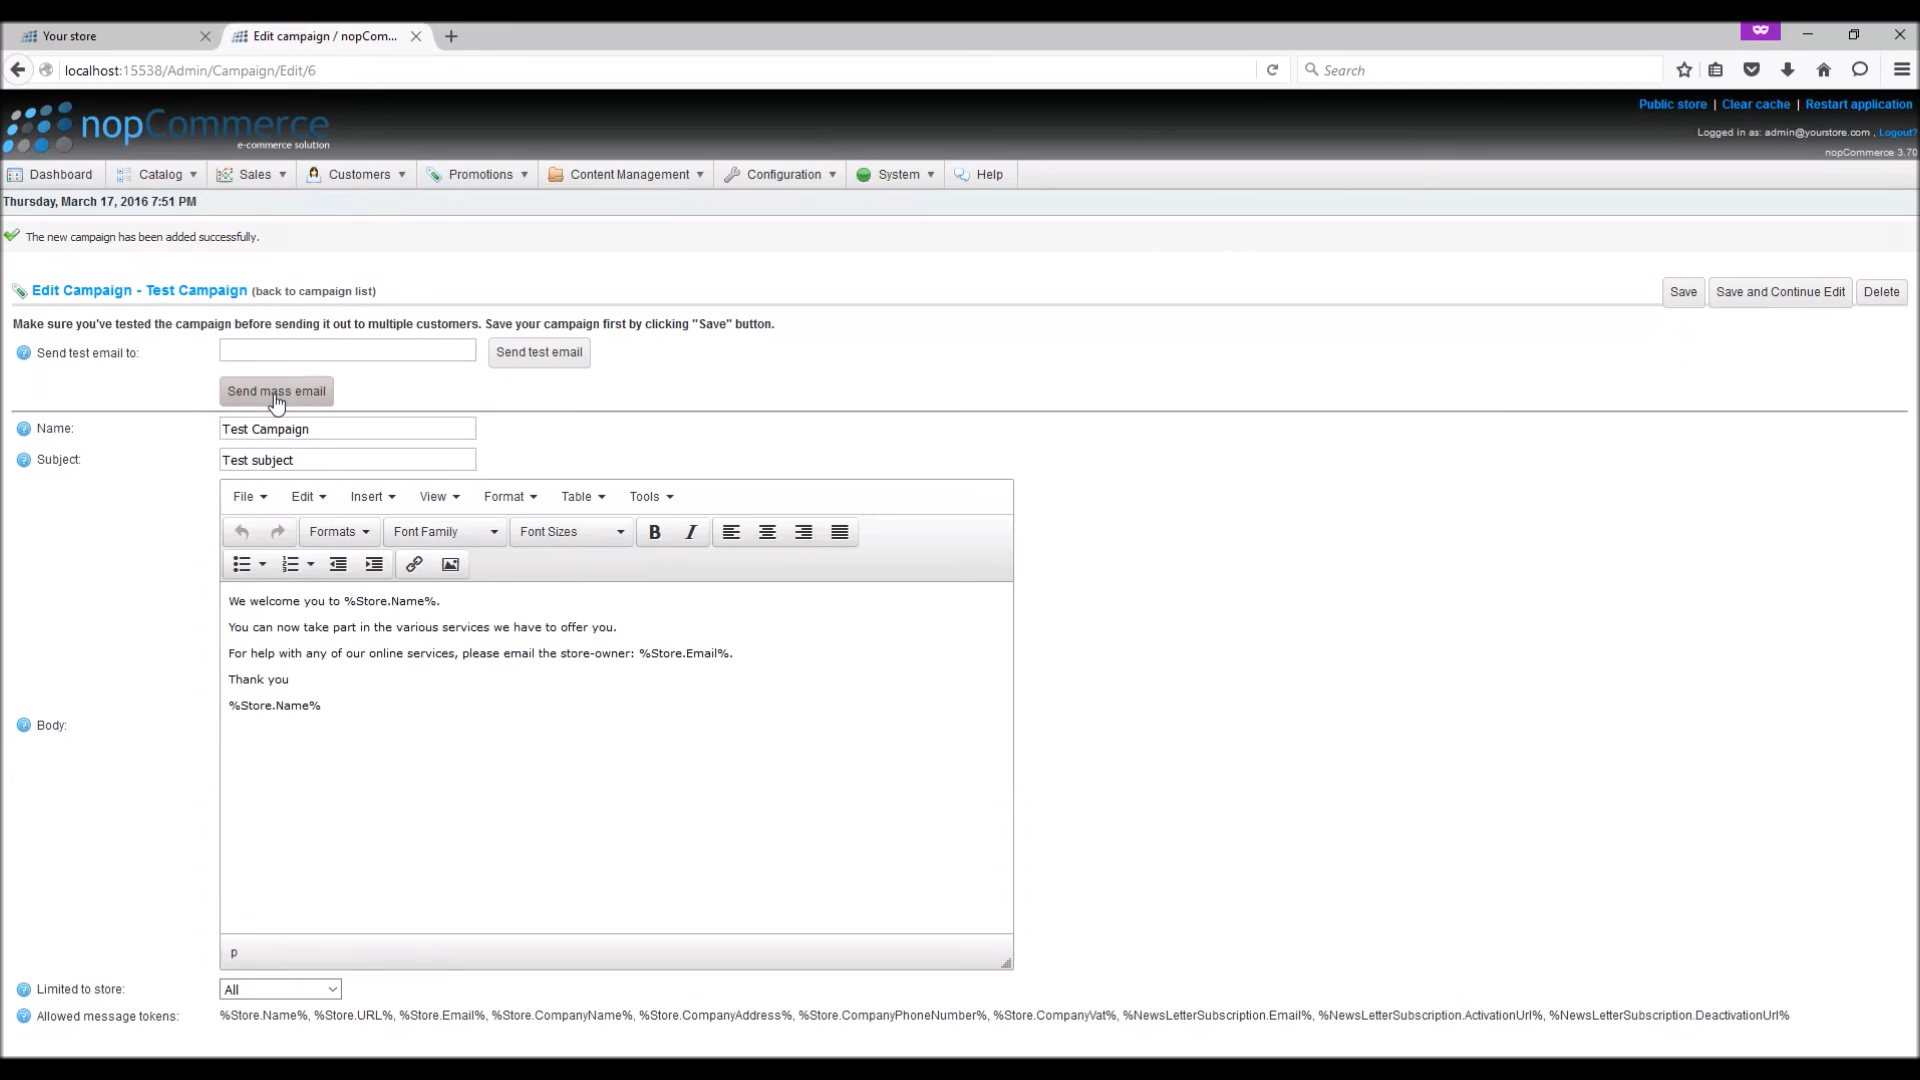 Your store
Edit campaign / nopCom...
localhost:15538/Admin/Campaign/Edit/6
Search
Public store | Clear cache | Restart application
nopCommerce
e-commerce solution
Logged in as: admin@yourstore.com , Logout?
nopCommerce 3.70
Dashboard Catalog Sales Customers Promotions Content Management Configuration System Help
Thursday, March 17, 2016 7:51 PM
The new campaign has been added successfully.
Edit Campaign - Test Campaign (back to campaign list)
Save Save and Continue Edit Delete
Make sure you've tested the campaign before sending it out to multiple customers. Save your campaign first by clicking "Save" button.
Send test email to: Send test email
Send mass email
Name: Test Campaign
Subject: Test subject
File Edit Insert View Format Table Tools
Formats Font Family Font Sizes B I
We welcome you to %Store.Name%.
You can now take part in the various services we have to offer you.
For help with any of our online services, please email the store-owner: %Store.Email%.
Thank you
%Store.Name%
Body:
p
Limited to store: All
Allowed message tokens: %Store.Name%, %Store.URL%, %Store.Email%, %Store.CompanyName%, %Store.CompanyAddress%, %Store.CompanyPhoneNumber%, %Store.CompanyVat%, %NewsLetterSubscription.Email%, %NewsLetterSubscription.ActivationUrl%, %NewsLetterSubscription.DeactivationUrl%